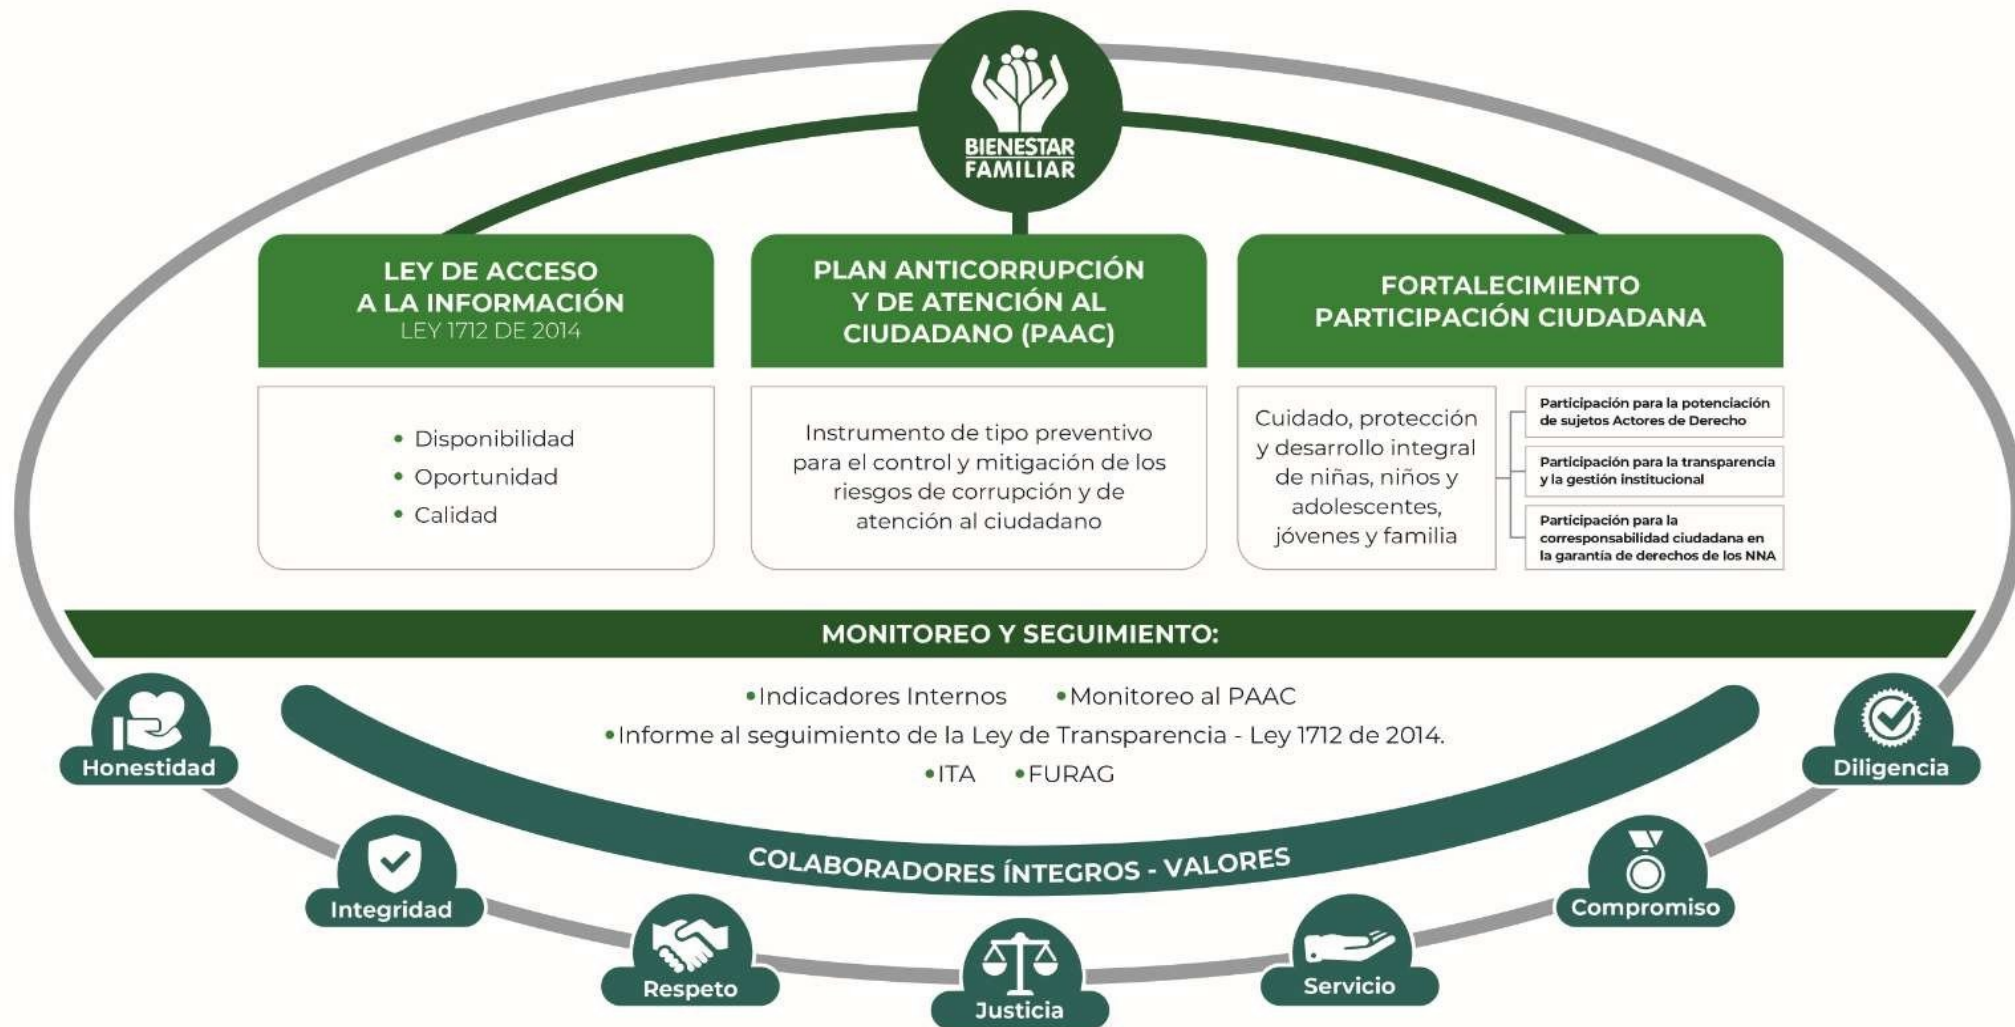 BIENESTAR
FAMILIAR
LEY DE ACCESO
A LA INFORMACIÓN
LEY 1712 DE 2014
• Disponibilidad
• Oportunidad
• Calidad
PLAN ANTICORRUPCIÓN
Y DE ATENCIÓN AL
CIUDADANO (PAAC)
Instrumento de tipo preventivo
para el control y mitigación de los
riesgos de corrupción y de
atención al ciudadano
FORTALECIMIENTO
PARTICIPACIÓN CIUDADANA
Cuidado, protección
y desarrollo integral
de niñas, niños y
adolescentes,
jóvenes y familia
Participación para la potenciación
de sujetos Actores de Derecho
Participación para la transparencia
y la gestión institucional
Participación para la
corresponsabilidad ciudadana en
la garantía de derechos de los NNA
MONITOREO Y SEGUIMIENTO:
•Indicadores Internos •Monitoreo al PAAC
•Informe al seguimiento de la Ley de Transparencia - Ley 1712 de 2014.
•ITA •FURAG
COLABORADORES ÍNTEGROS - VALORES
Honestidad
Integridad
Respeto
Justicia
Servicio
Compromiso
Diligencia